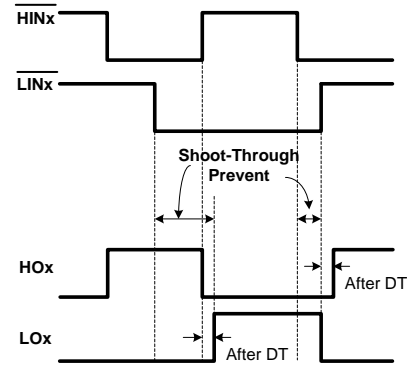 HINx
LINx
Shoot-Through
Prevent
HOx
After DT
LOx
After DT